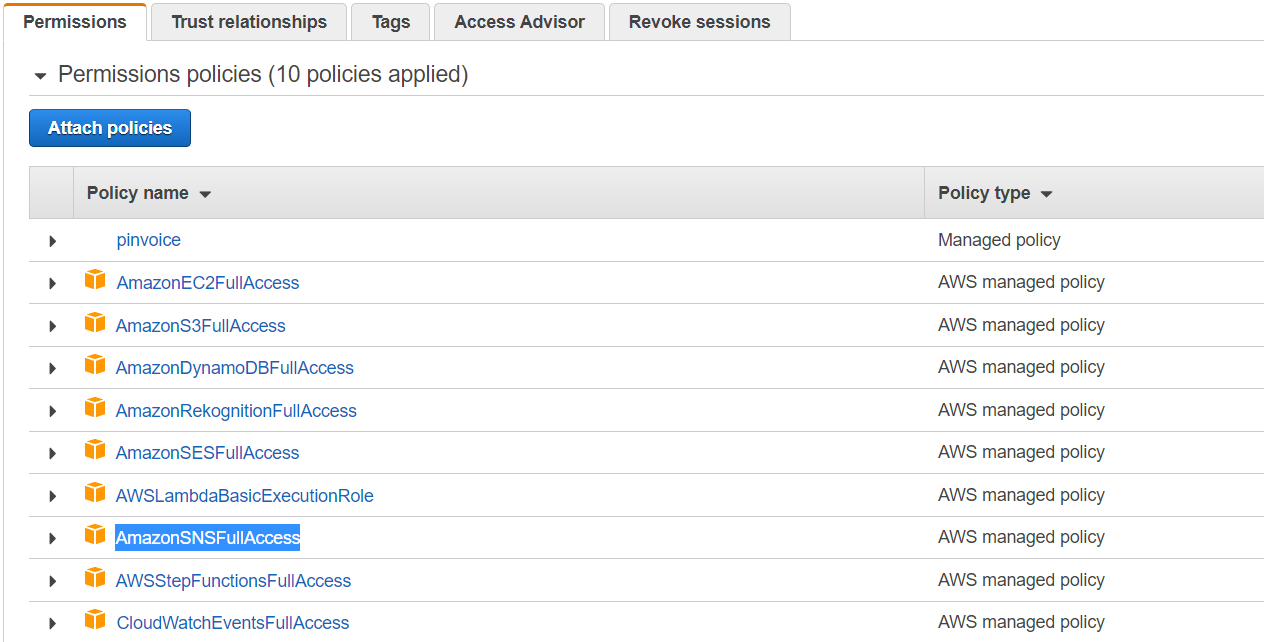 Permissions Trust relationships Tags Access Advisor Revoke sessions
Permissions policies (10 policies applied)
Attach policies
Policy name Policy type
pinvoice Managed policy
AmazonEC2FullAccess AWS managed policy
AmazonS3FullAccess AWS managed policy
AmazonDynamoDBFullAccess AWS managed policy
AmazonRekognitionFullAccess AWS managed policy
AmazonSESFullAccess AWS managed policy
AWSLambdaBasicExecutionRole AWS managed policy
AmazonSNSFullAccess AWS managed policy
AWSStepFunctionsFullAccess AWS managed policy
CloudWatchEventsFullAccess AWS managed policy